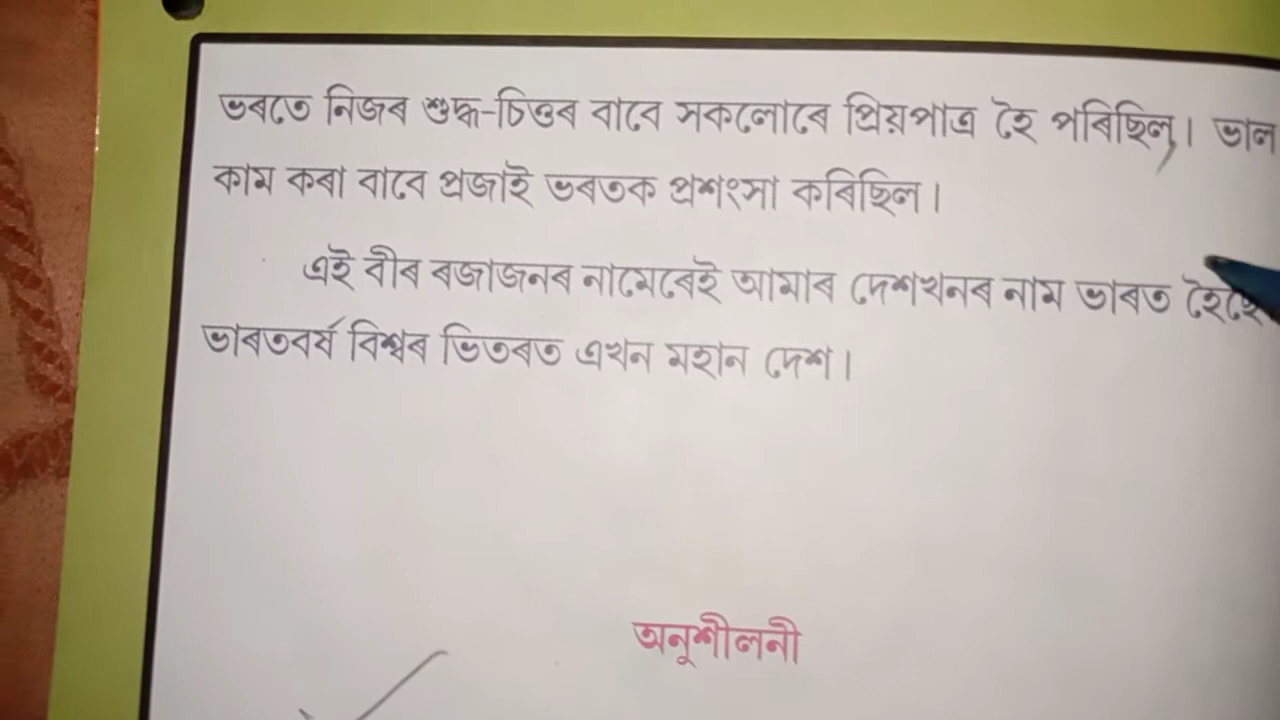 ভৰতে নিজৰ শুদ্ধ-চিত্তৰ বাবে সকলোৰে প্ৰিয়পাত্ৰ হৈ পৰিছিল। ভাল
কাম কৰা বাবে প্ৰজাই ভৰতক প্ৰশংসা কৰিছিল।
এই বীৰ ৰজাজনৰ নামেৰেই আমাৰ দেশখনৰ নাম ভাৰত হৈছে
ভাৰতবৰ্ষ বিশ্বৰ ভিতৰত এখন মহান দেশ।
অনুশীলনী